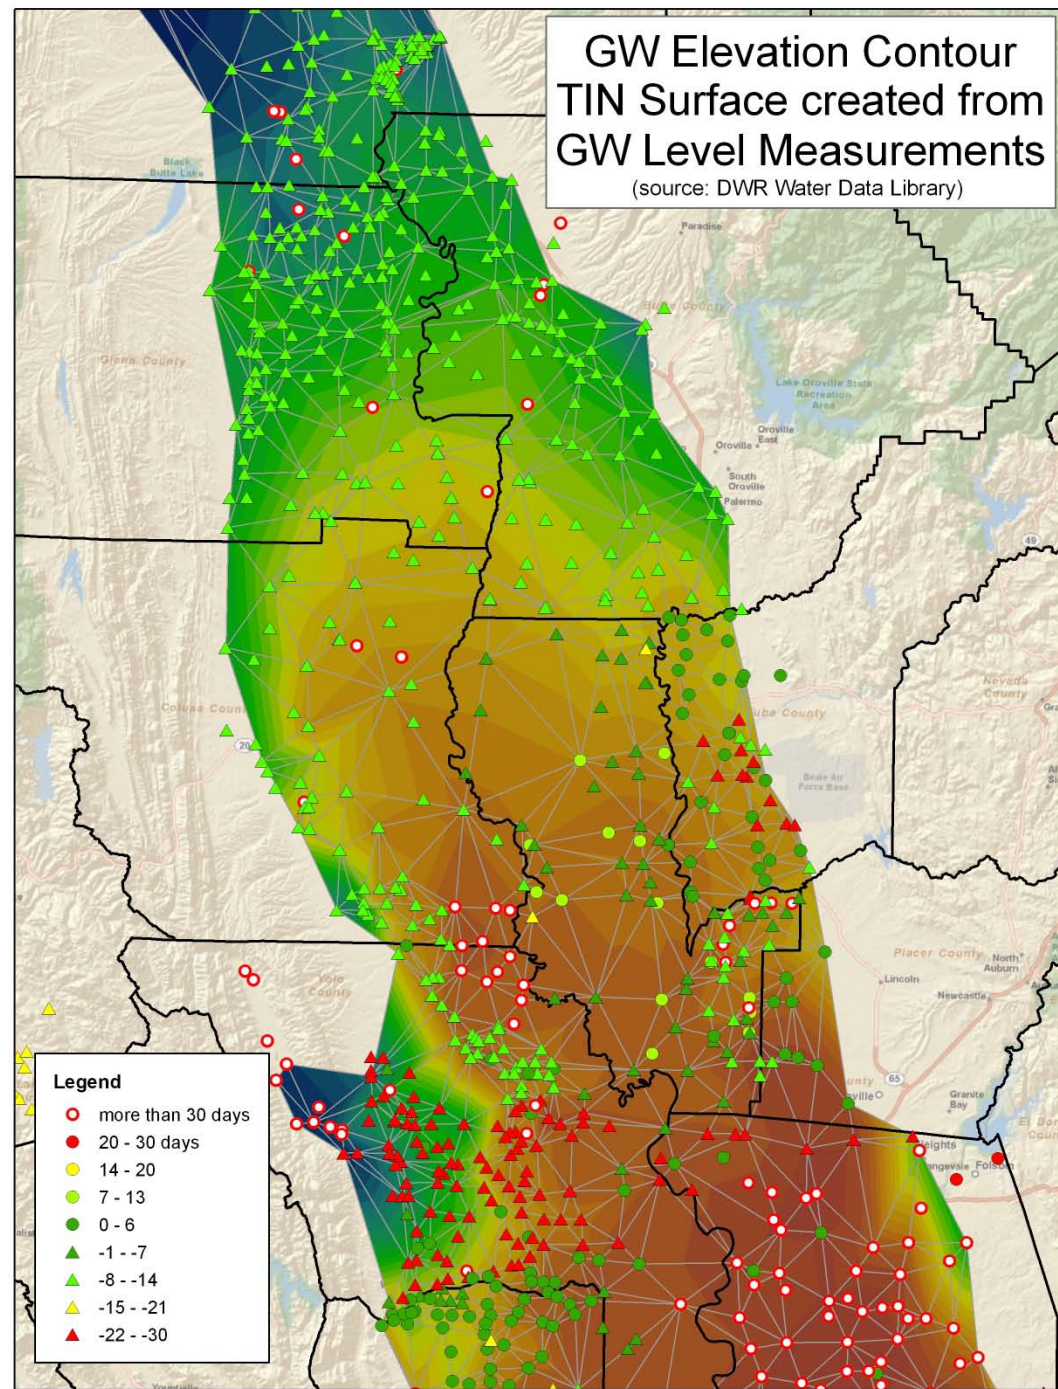 GW Elevation Contour
TIN Surface created from
GW Level Measurements
(source: DWR Water Data Library)
Black
Butte Lake
Paradise
Butte County
Glenn County
Lake Oroville State
Recreation
Area
Oroville
East
Oroville
South
Oroville
Palermo
49
Nevada
County
Colusa County
20
Yuba County
Beale Air
Force Base
Placer County
North
Auburn
Lincoln
Newcastle
Yolo
County
65
Granite
Bay
Folsom
Legend
more than 30 days
20 - 30 days
14 - 20
7 - 13
0 - 6
-1 - -7
-8 - -14
-15 - -21
-22 - -30